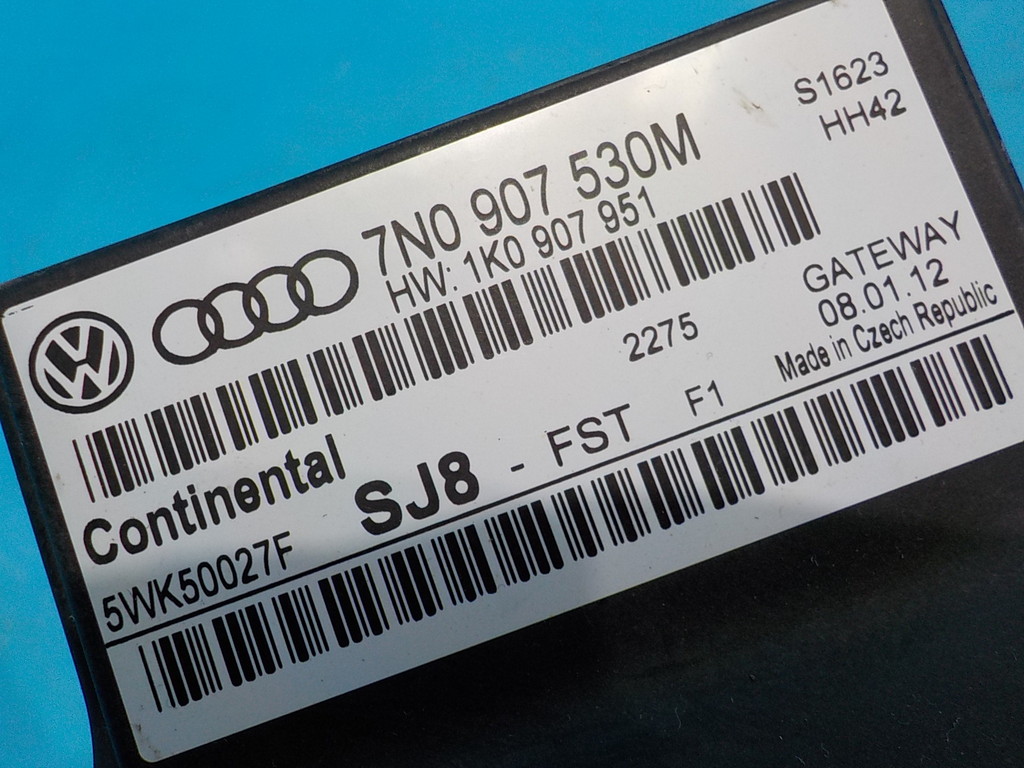 S1623
HH42
7N0 907 530M
HW: 1K0 907 951
GATEWAY
08.01.12
Made in Czech Republic
2275
Continental
SJ8 - FST F1
5WK50027F